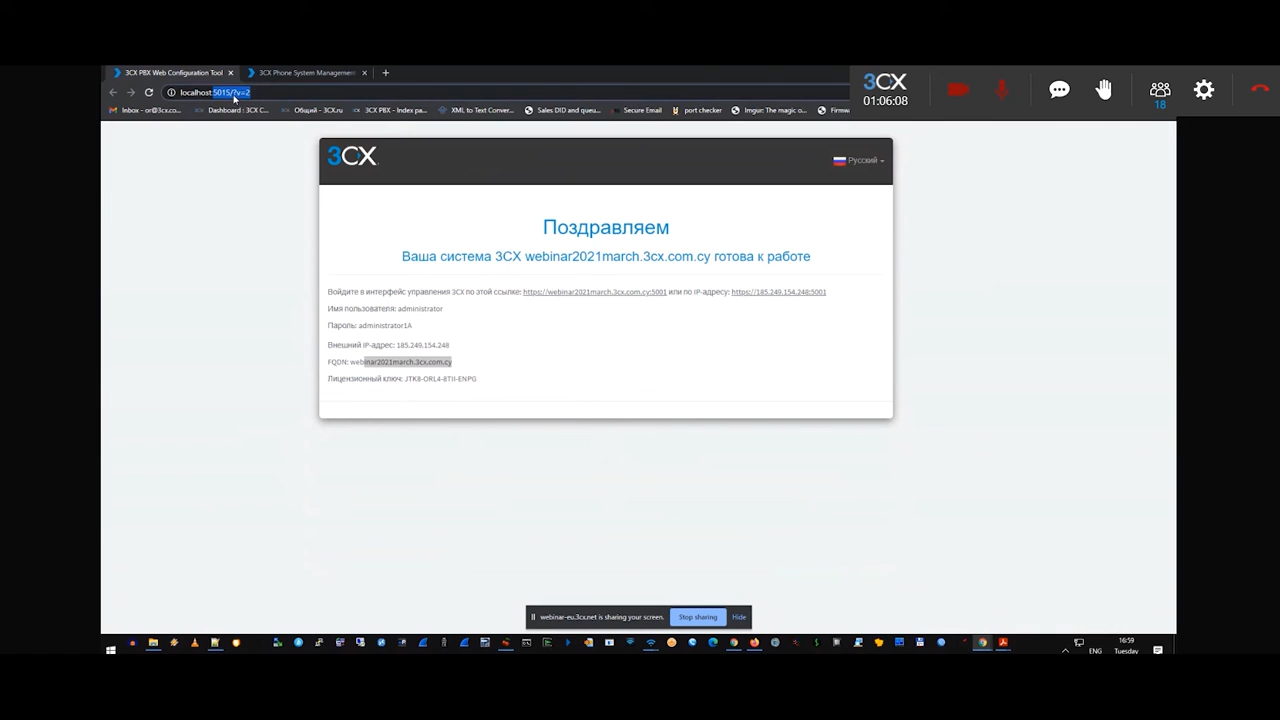 3CX PBX Web Configuration Tool
3CX Phone System Managemen
localhost:5015/?v=2
Inbox - or@3cx.co...
Dashboard : 3CX C...
Общий - 3CX.ru
3CX PBX - Index pa...
XML to Text Conver...
Sales DID and queu...
Secure Email
port checker
Imgur: The magic o...
Firmw
3CX
01:06:08
18
3CX
Русский
Поздравляем
Ваша система 3CX webinar2021march.3cx.com.cy готова к работе
Войдите в интерфейс управления 3CX по этой ссылке: https://webinar2021march.3cx.com.cy:5001 или по IP-адресу: https://185.249.154.248:5001
Имя пользователя: administrator
Пароль: administrator1A
Внешний IP-адрес: 185.249.154.248
FQDN: webinar2021march.3cx.com.cy
Лицензионный ключ: JTK8-ORL4-8TII-ENPG
webinar-eu.3cx.net is sharing your screen.
Stop sharing
Hide
ENG
16:59
Tuesday